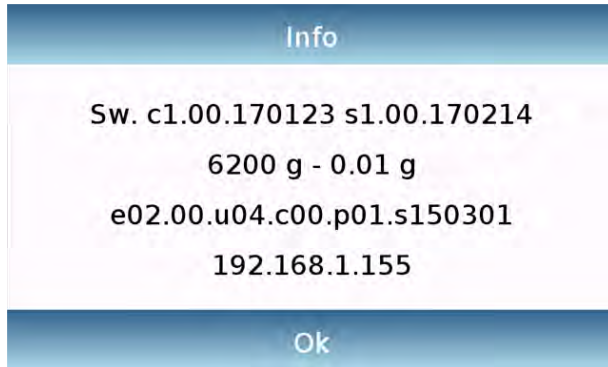 Info
Sw. c1.00.170123 s1.00.170214
6200 g - 0.01 g
e02.00.u04.c00.p01.s150301
192.168.1.155
Ok